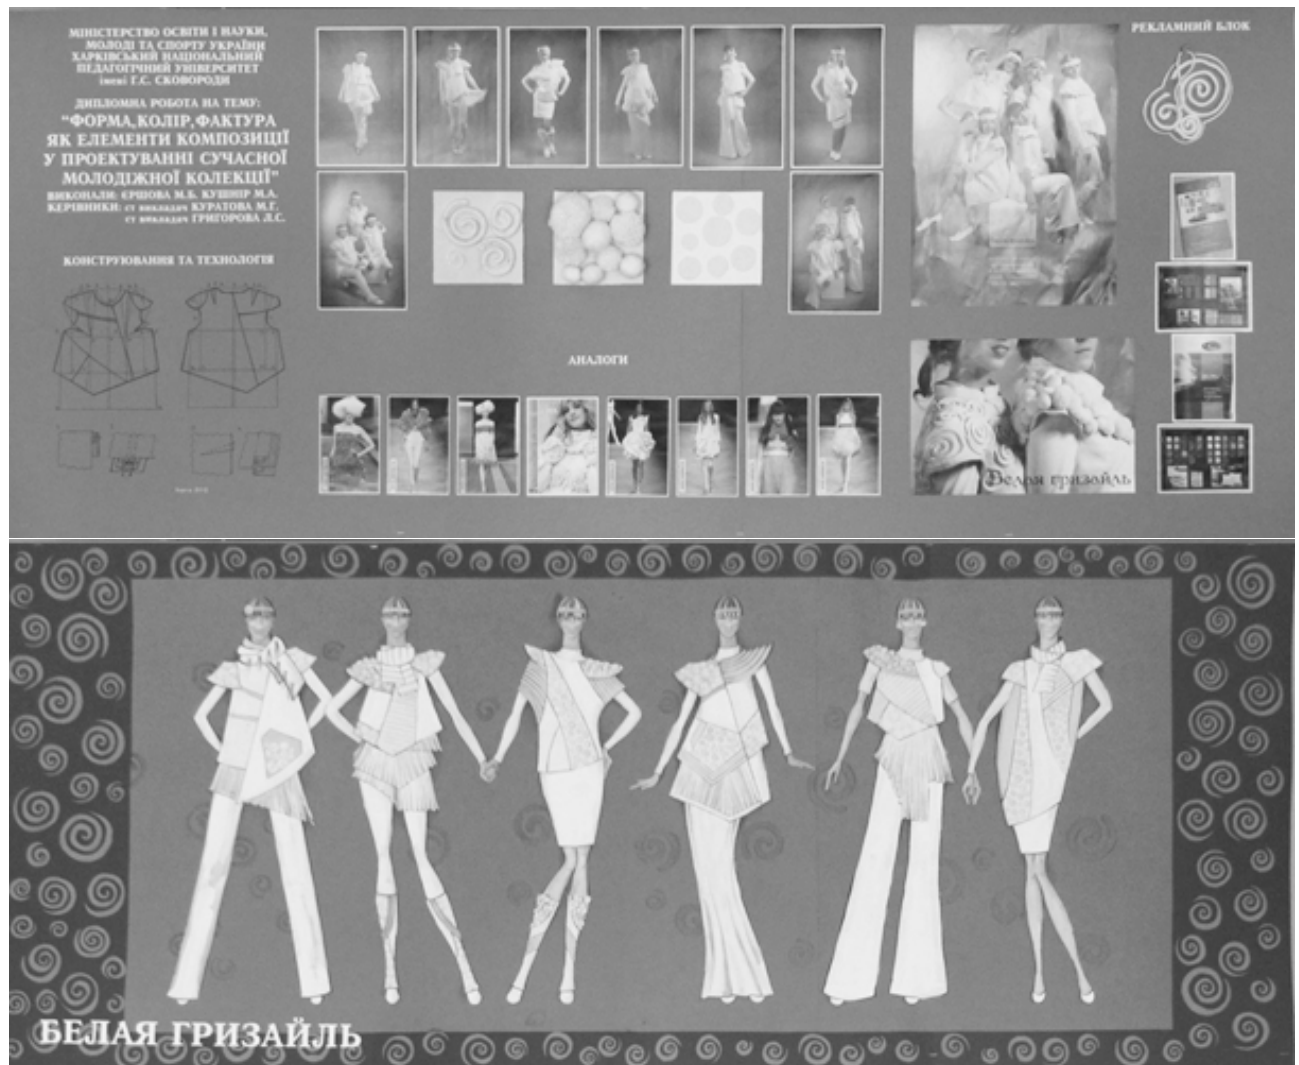 МІНІСТЕРСТВО ОСВІТИ І НАУКИ,
МОЛОДІ ТА СПОРТУ УКРАЇНИ
ХАРКІВСЬКИЙ НАЦІОНАЛЬНИЙ
ПЕДАГОГІЧНИЙ УНІВЕРСИТЕТ
імені Г.С. СКОВОРОДИ
ДИПЛОМНА РОБОТА НА ТЕМУ:
"ФОРМА, КОЛІР, ФАКТУРА
ЯК ЕЛЕМЕНТИ КОМПОЗИЦІЇ
У ПРОЕКТУВАННІ СУЧАСНОЇ
МОЛОДІЖНОЇ КОЛЕКЦІЇ"
ВИКОНАЛИ: ЄРШОВА М.Б. КУШНІР М.А.
КЕРІВНИКИ: ст викладач КУРАТОВА М.Г.
ст викладач ГРИГОРОВА Л.С.
КОНСТРУЮВАННЯ ТА ТЕХНОЛОГІЯ
АНАЛОГИ
РЕКЛАМНИЙ БЛОК
Белая гризайль
БЕЛАЯ ГРИЗАЙЛЬ